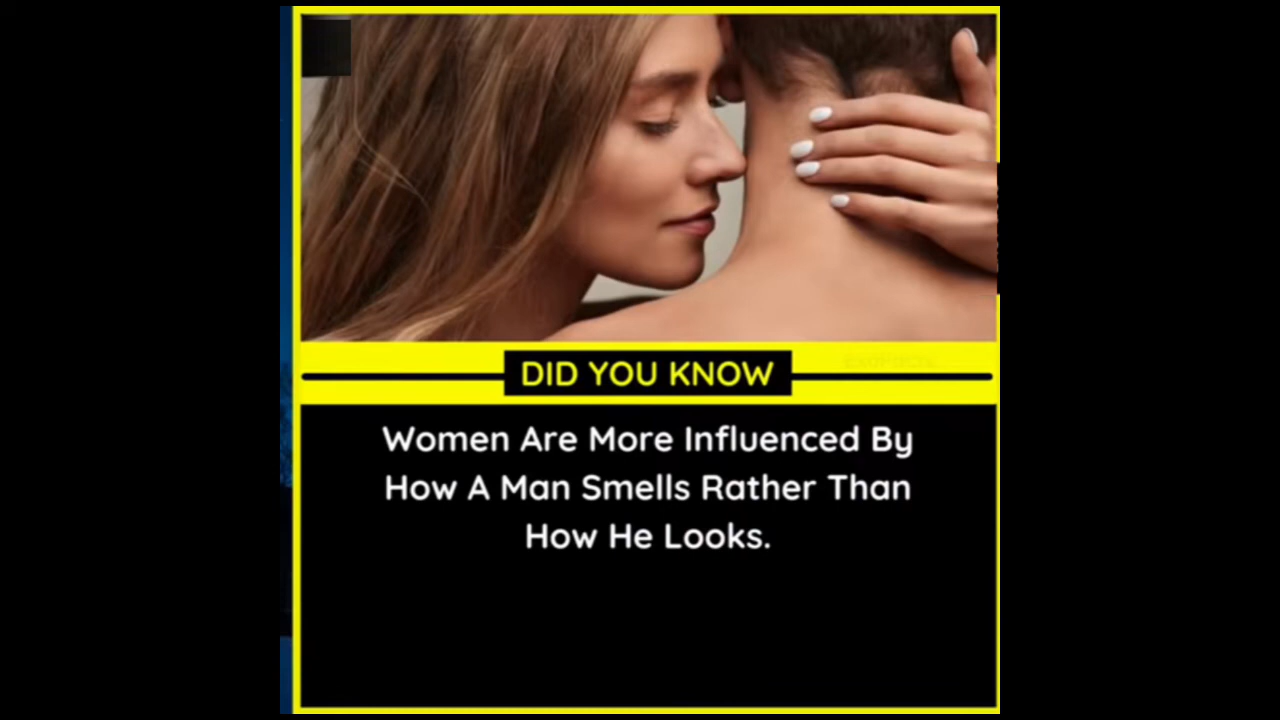 DID YOU KNOW
Women Are More Influenced By
How A Man Smells Rather Than
How He Looks.